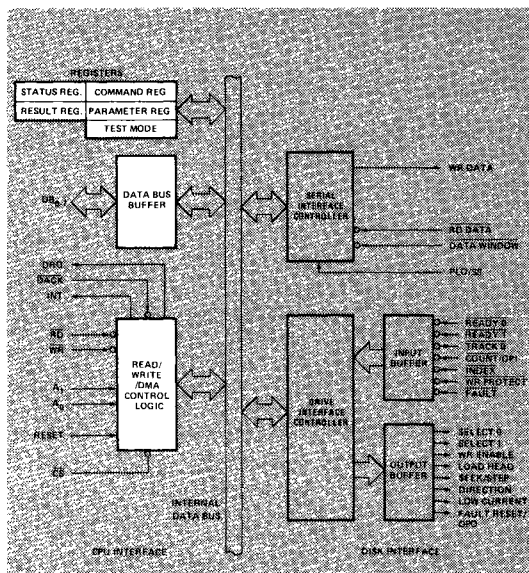 REGISTERS
STATUS REG. COMMAND REG
RESULT REG. PARAMETER REG
TEST MODE
DATA BUS
BUFFER
DB0-7
SERIAL
INTERFACE
CONTROLLER
WR DATA
RD DATA
DATA WINDOW
PLO/SS
DRQ
DACK
INT
RD
WR
A1
A0
RESET
CS
READ/
WRITE
/DMA
CONTROL
LOGIC
DRIVE
INTERFACE
CONTROLLER
INPUT
BUFFER
READY 0
READY 1
TRACK 0
COUNT/OPI
INDEX
WR PROTECT
FAULT
OUTPUT
BUFFER
SELECT 0
SELECT 1
WR ENABLE
LOAD HEAD
SEEK/STEP
DIRECTION
LOW CURRENT
FAULT RESET/
OPO
INTERNAL
DATA BUS
CPU INTERFACE
DISK INTERFACE